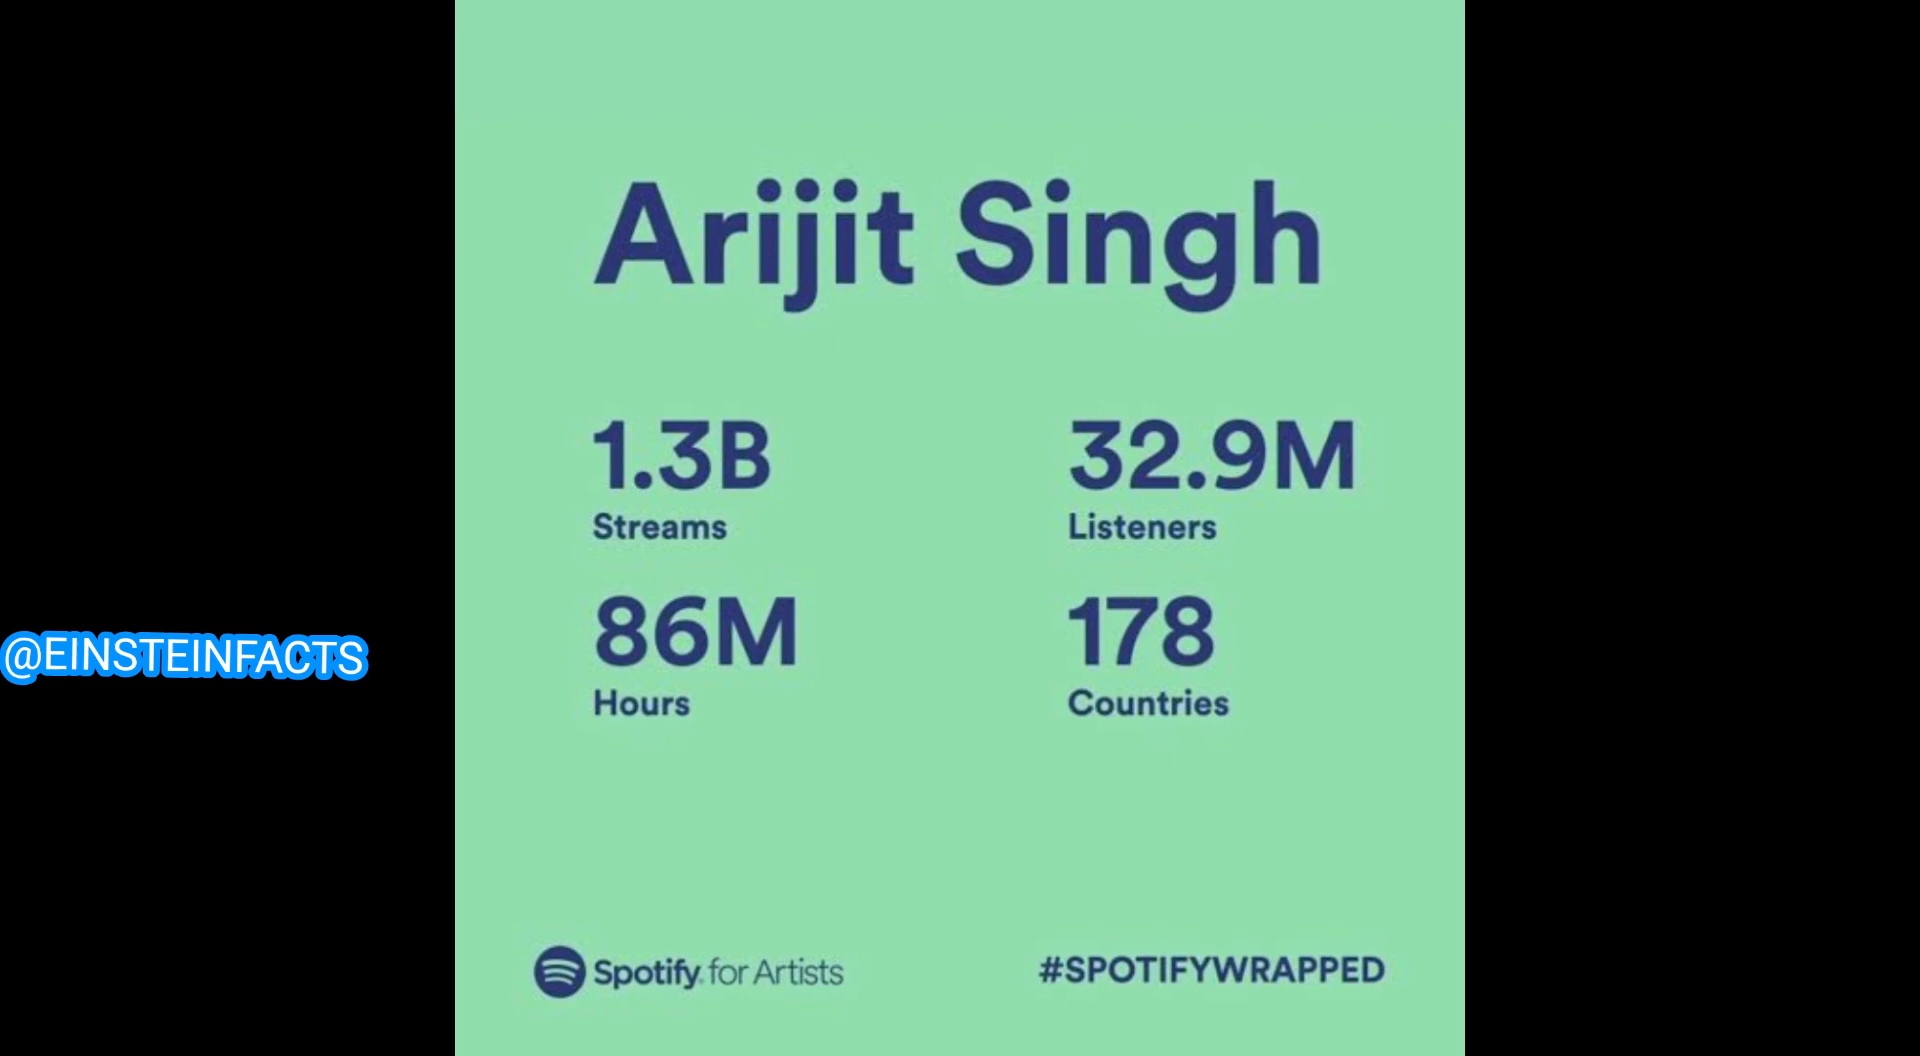 Arijit Singh
1.3B
Streams
32.9M
Listeners
86M
Hours
178
Countries
@EINSTEINFACTS
Spotify for Artists
#SPOTIFYWRAPPED